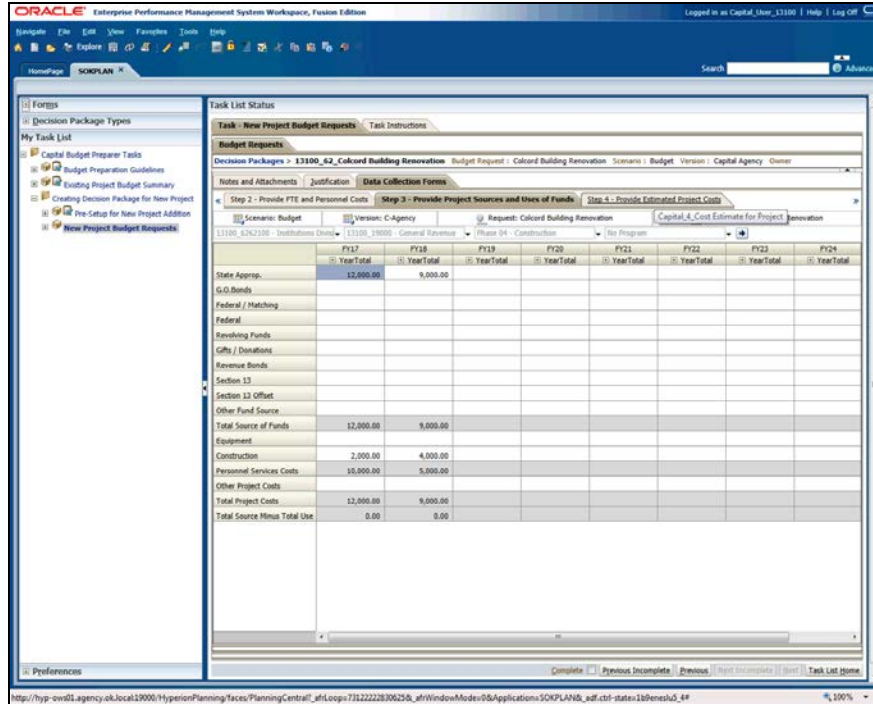 ORACLE Enterprise Performance Management System Workspace, Fusion Edition
Logged in as Capital_User_13100 | Help | Log Off
Navigate File Edit View Favorites Tools Help
Explore
HomePage SOKPLAN
Search Advance
Forms
Decision Package Types
My Task List
Capital Budget Preparer Tasks
Budget Preparation Guidelines
Existing Project Budget Summary
Creating Decision Package for New Project
Pre-Setup for New Project Addition
New Project Budget Requests
Preferences
Task List Status
Task - New Project Budget Requests Task Instructions
Budget Requests
Decision Packages > 13100_62_Colcord Building Renovation Budget Request : Colcord Building Renovation Scenario : Budget Version : Capital Agency Owner
Notes and Attachments Justification Data Collection Forms
« Step 2 - Provide FTE and Personnel Costs Step 3 - Provide Project Sources and Uses of Funds Step 4 - Provide Estimated Project Costs »
Scenario: Budget Version: C-Agency Request: Colcord Building Renovation Capital_4_Cost Estimate for Project enovation
13100_6262100 - Institutions Divisi 13100_19000 - General Revenue Phase 04 - Construction No Program
FY17 FY18 FY19 FY20 FY21 FY22 FY23 FY24
YearTotal YearTotal YearTotal YearTotal YearTotal YearTotal YearTotal YearTotal
State Approp. 12,000.00 9,000.00
G.O.Bonds
Federal / Matching
Federal
Revolving Funds
Gifts / Donations
Revenue Bonds
Section 13
Section 13 Offset
Other Fund Source
Total Source of Funds 12,000.00 9,000.00
Equipment
Construction 2,000.00 4,000.00
Personnel Services Costs 10,000.00 5,000.00
Other Project Costs
Total Project Costs 12,000.00 9,000.00
Total Source Minus Total Use 0.00 0.00
Complete Previous Incomplete Previous Next Incomplete Next Task List Home
100%